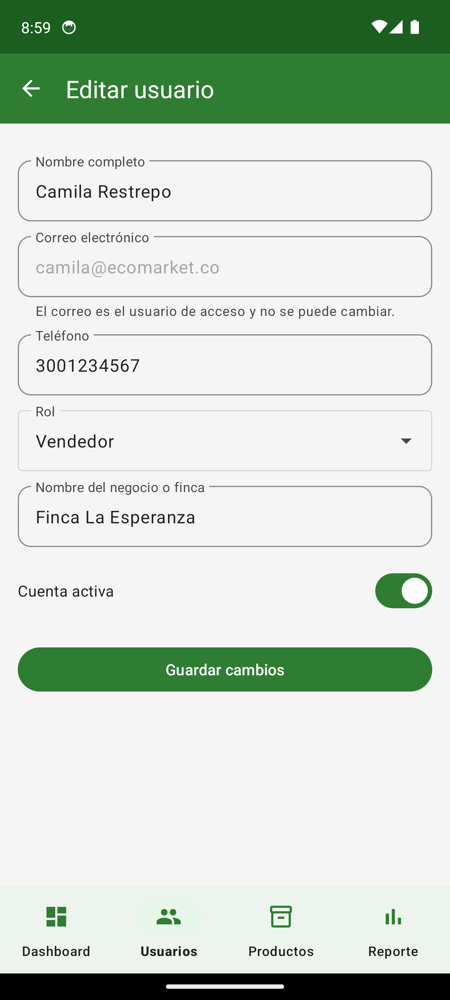 8:59
Editar usuario
Nombre completo
Camila Restrepo
Correo electrónico
camila@ecomarket.co
El correo es el usuario de acceso y no se puede cambiar.
Teléfono
3001234567
Rol
Vendedor
Nombre del negocio o finca
Finca La Esperanza
Cuenta activa
Guardar cambios
Dashboard
Usuarios
Productos
Reporte